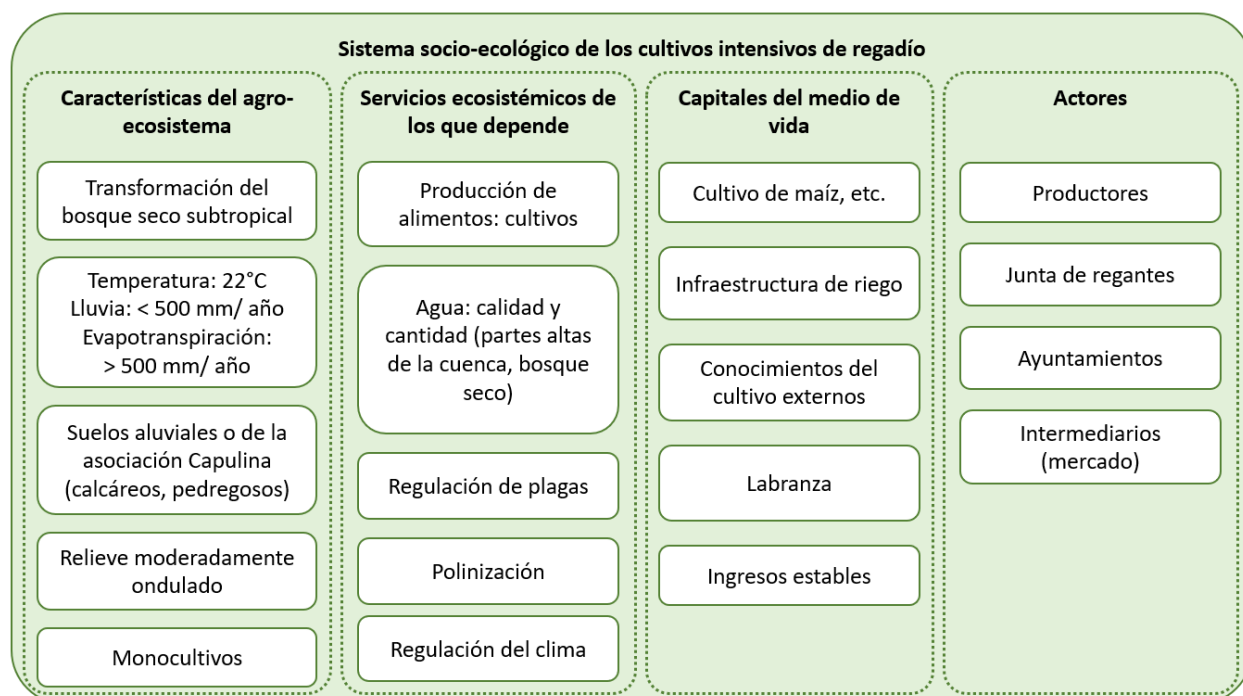 Sistema socio-ecológico de los cultivos intensivos de regadío
Características del agro-
ecosistema
Transformación del
bosque seco subtropical
Temperatura: 22°C
Lluvia: < 500 mm/ año
Evapotranspiración:
> 500 mm/ año
Suelos aluviales o de la
asociación Capulina
(calcáreos, pedregosos)
Relieve moderadamente
ondulado
Monocultivos
Servicios ecosistémicos de
los que depende
Producción de
alimentos: cultivos
Agua: calidad y
cantidad (partes altas
de la cuenca, bosque
seco)
Regulación de plagas
Polinización
Regulación del clima
Capitales del medio de
vida
Cultivo de maíz, etc.
Infraestructura de riego
Conocimientos del
cultivo externos
Labranza
Ingresos estables
Actores
Productores
Junta de regantes
Ayuntamientos
Intermediarios
(mercado)